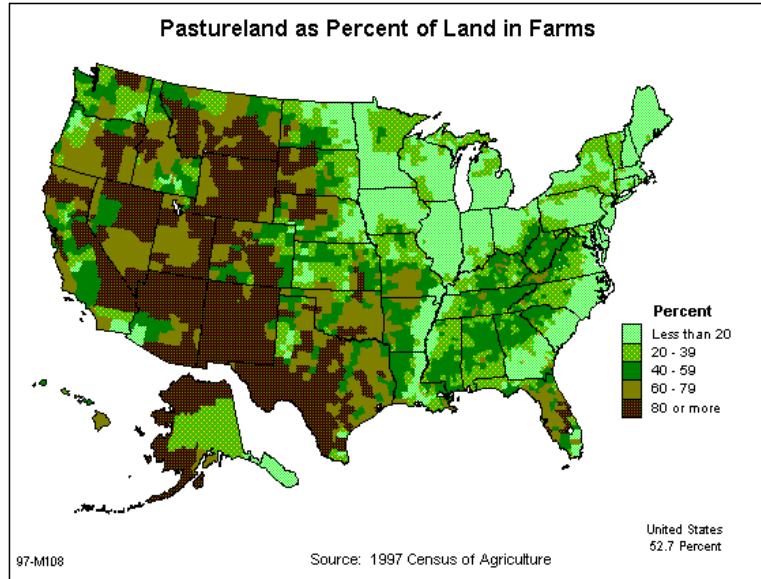 Pastureland as Percent of Land in Farms
Percent
Less than 20
20 - 39
40 - 59
60 - 79
80 or more
United States
52.7 Percent
97-M108
Source: 1997 Census of Agriculture